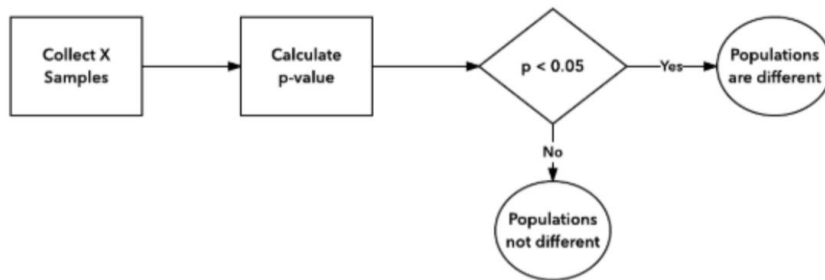 Collect X
Samples
Calculate
p-value
p < 0.05
Yes
Populations
are different
No
Populations
not different